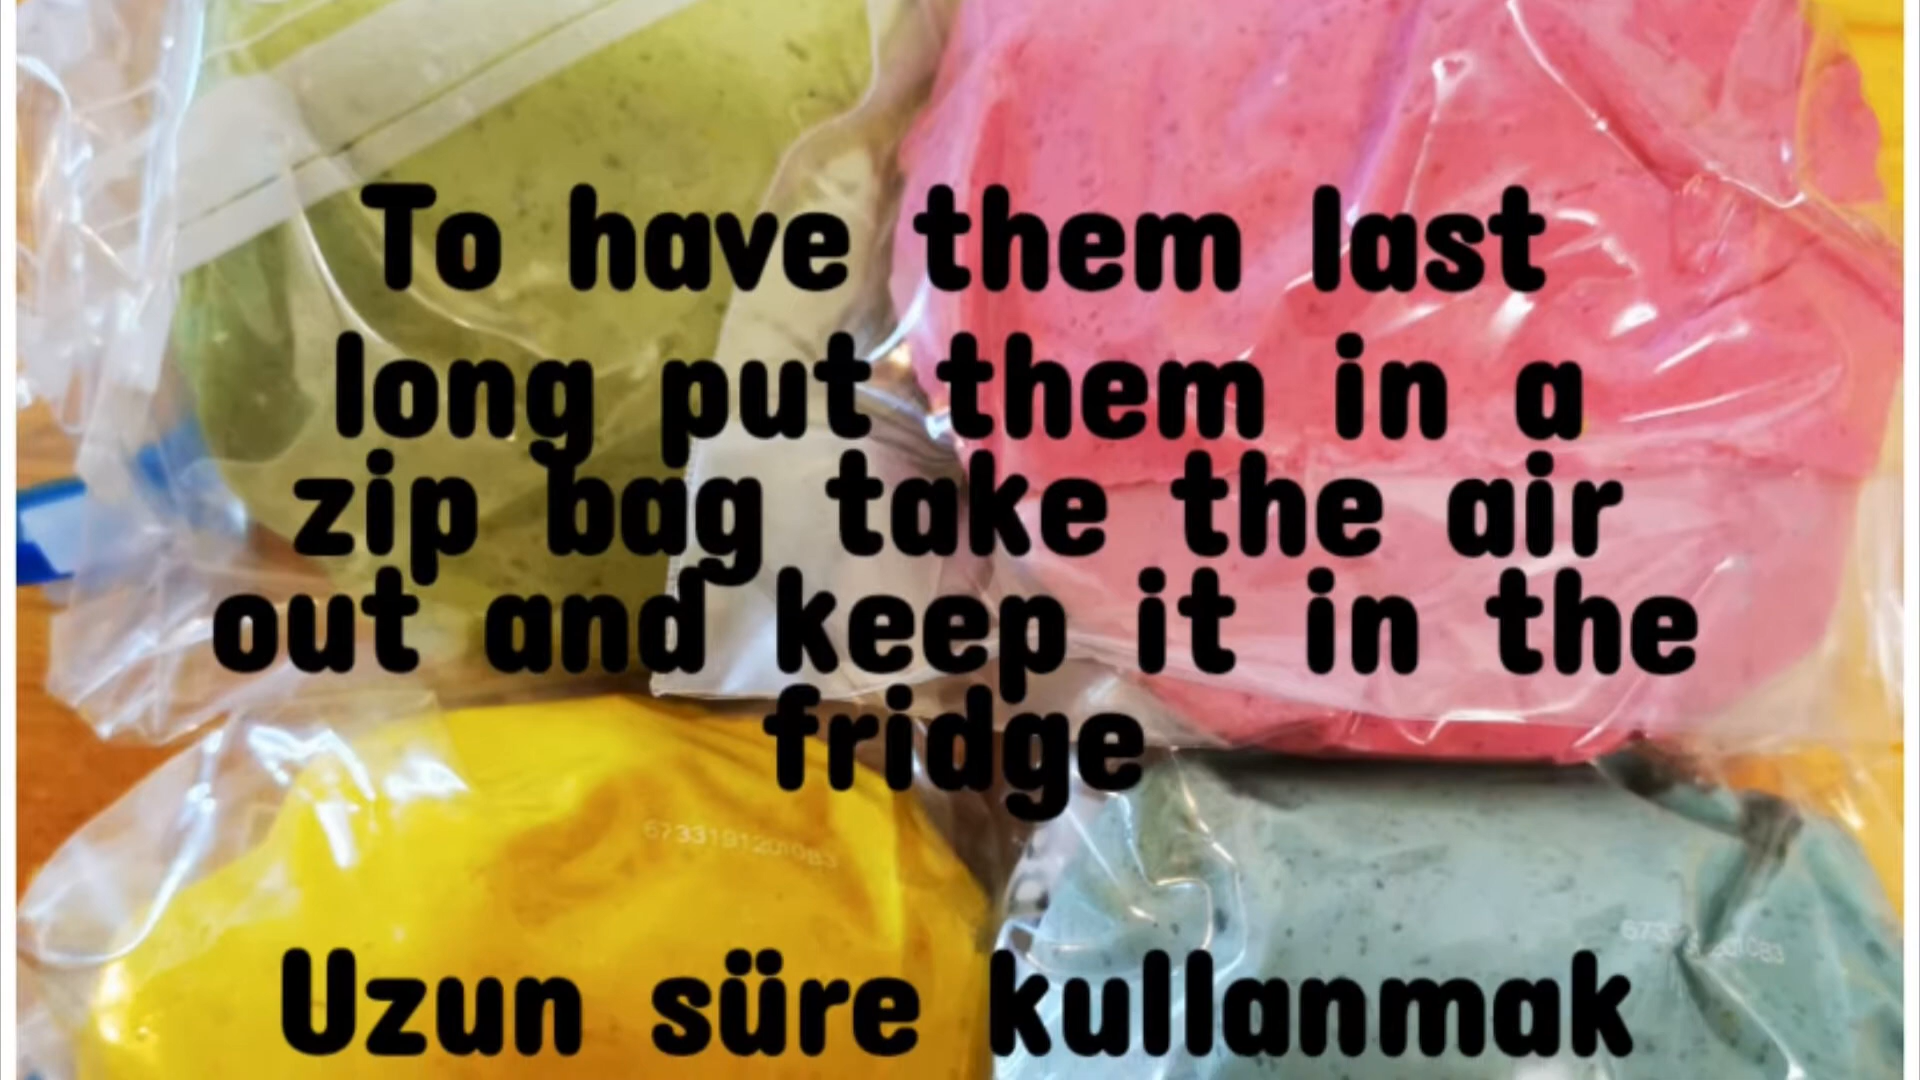 To have them last
long put them in a
zip bag take the air
out and keep it in the
fridge
6733191201083
Uzun süre kullanmak